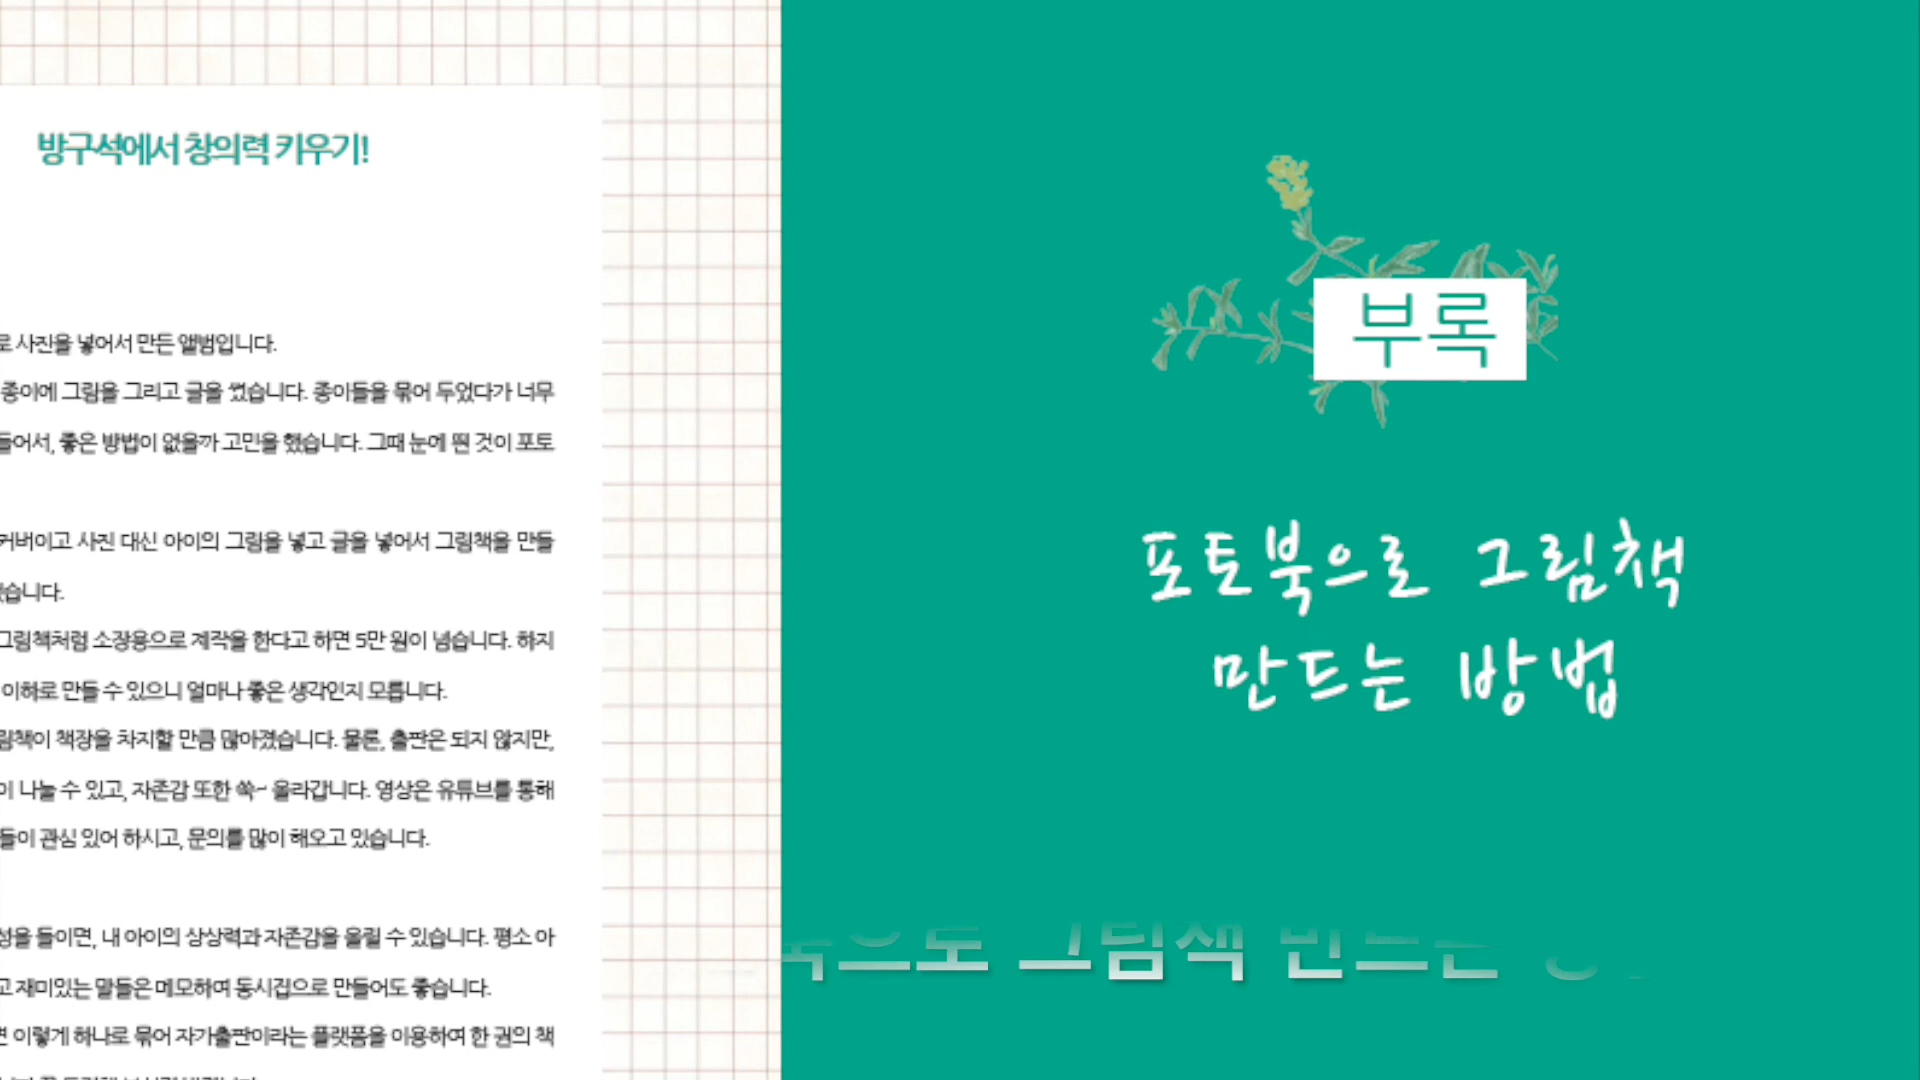 방구석에서 창의력 키우기!
로 사진을 넣어서 만든 앨범입니다.
종이에 그림을 그리고 글을 썼습니다. 종이들을 묶어 두었다가 너무
들어서, 좋은 방법이 없을까 고민을 했습니다. 그때 눈에 띈 것이 포토
커버이고 사진 대신 아이의 그림을 넣고 글을 넣어서 그림책을 만들
습니다.
그림책처럼 소장용으로 제작을 한다고 하면 5만 원이 넘습니다. 하지
이하로 만들 수 있으니 얼마나 좋은 생각인지 모릅니다.
림책이 책장을 차지할 만큼 많아졌습니다. 물론, 출판은 되지 않지만,
이 나눌 수 있고, 자존감 또한 쑥~ 올라갑니다. 영상은 유튜브를 통해
들이 관심 있어 하시고, 문의를 많이 해오고 있습니다.
성을 들이면, 내 아이의 상상력과 자존감을 올릴 수 있습니다. 평소 아
고 재미있는 말들은 메모하여 동시집으로 만들어도 좋습니다.
면 이렇게 하나로 묶어 자가출판이라는 플랫폼을 이용하여 한 권의 책
부록
포토북으로 그림책
만드는 방법
북으로 그림책 만드는